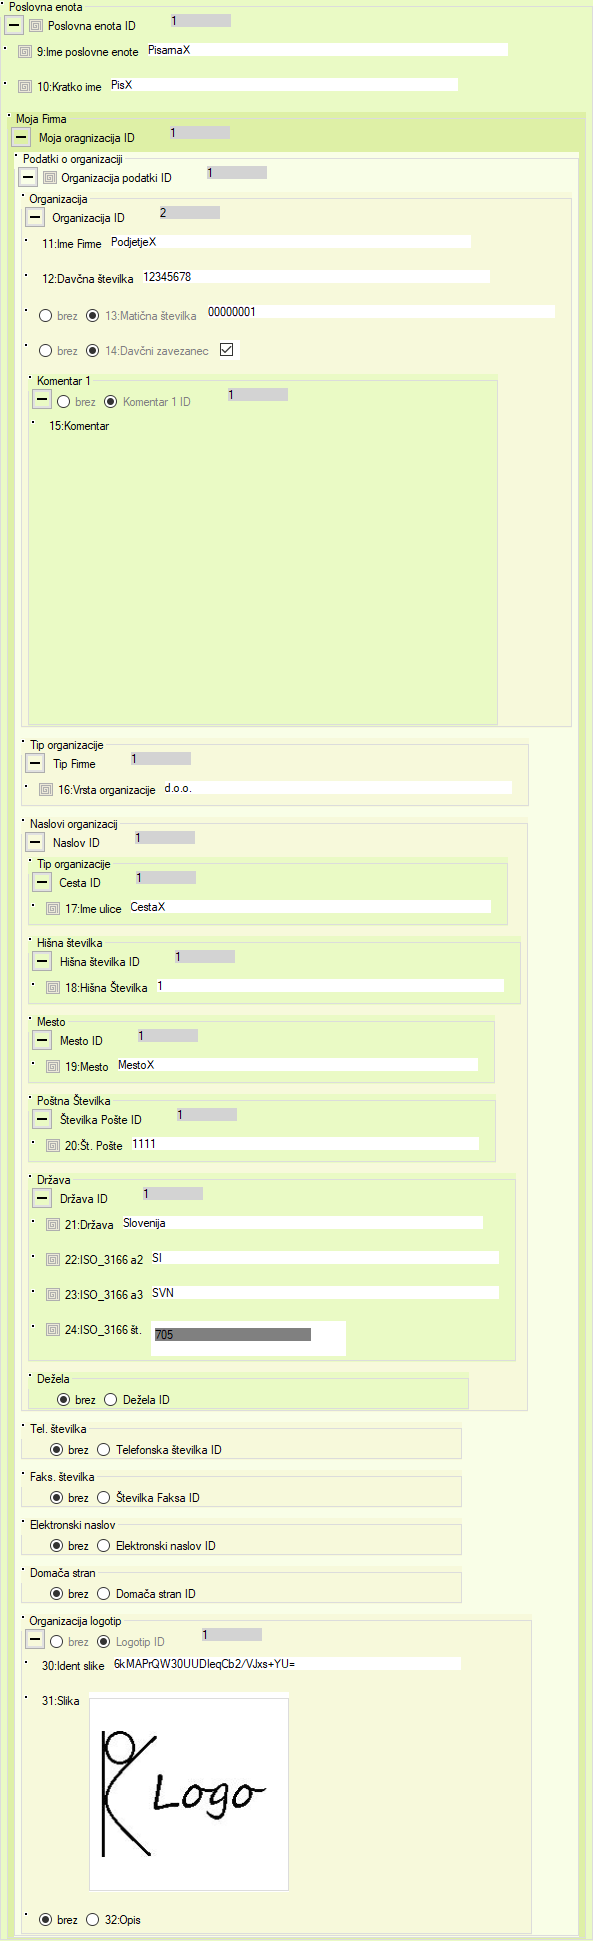 Poslovna enota
Poslovna enota ID 1
9:Ime poslovne enote PisarnaX
10:Kratko ime PisX
Moja Firma
Moja oragnizacija ID 1
Podatki o organizaciji
Organizacija podatki ID 1
Organizacija
Organizacija ID 2
11:Ime Firme PodjetjeX
12:Davčna številka 12345678
brez 13:Matična številka 00000001
brez 14:Davčni zavezanec
Komentar 1
brez Komentar 1 ID 1
15:Komentar
Tip organizacije
Tip Firme 1
16:Vrsta organizacije d.o.o.
Naslovi organizacij
Naslov ID 1
Tip organizacije
Cesta ID 1
17:Ime ulice CestaX
Hišna številka
Hišna številka ID 1
18:Hišna Številka 1
Mesto
Mesto ID 1
19:Mesto MestoX
Poštna Številka
Številka Pošte ID 1
20:Št. Pošte 1111
Država
Država ID 1
21:Država Slovenija
22:ISO_3166 a2 SI
23:ISO_3166 a3 SVN
24:ISO_3166 št. 705
Dežela
brez Dežela ID
Tel. številka
brez Telefonska številka ID
Faks. številka
brez Številka Faksa ID
Elektronski naslov
brez Elektronski naslov ID
Domača stran
brez Domača stran ID
Organizacija logotip
brez Logotip ID 1
30:Ident slike 6kMAPrQW30UUDIeqCb2/VJxs+YU=
31:Slika
Logo
brez 32:Opis